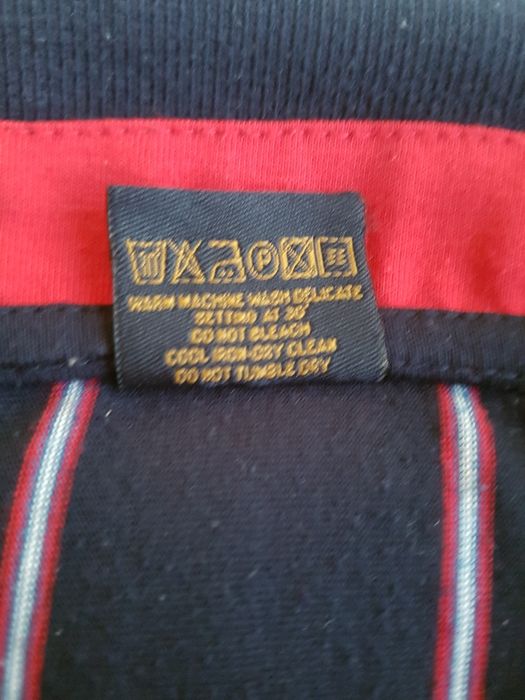 P
WARM MACHINE WASH DELICATE
SETTING AT 30°
DO NOT BLEACH
COOL IRON-DRY CLEAN
DO NOT TUMBLE DRY